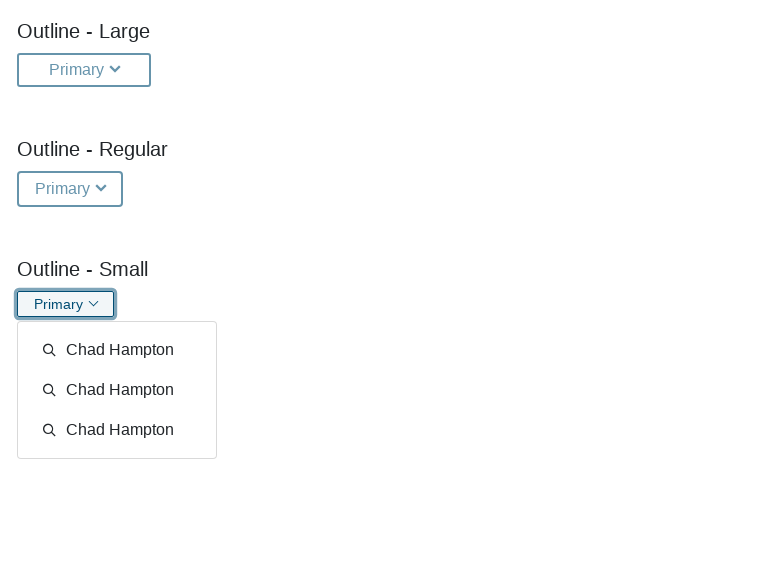 Outline - Large
Primary
Outline - Regular
Primary
Outline - Small
Primary
Chad Hampton
Chad Hampton
Chad Hampton